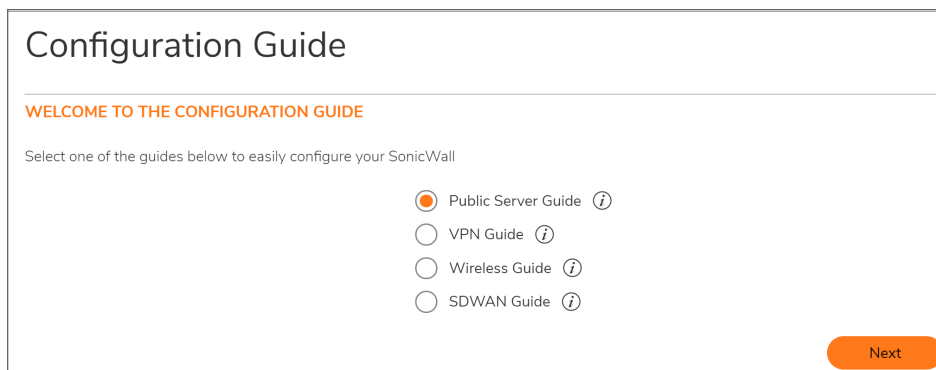 Configuration Guide
WELCOME TO THE CONFIGURATION GUIDE
Select one of the guides below to easily configure your SonicWall
Public Server Guide i
VPN Guide i
Wireless Guide i
SDWAN Guide i
Next